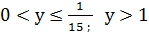 0 < y ≤ 1/15; y > 1